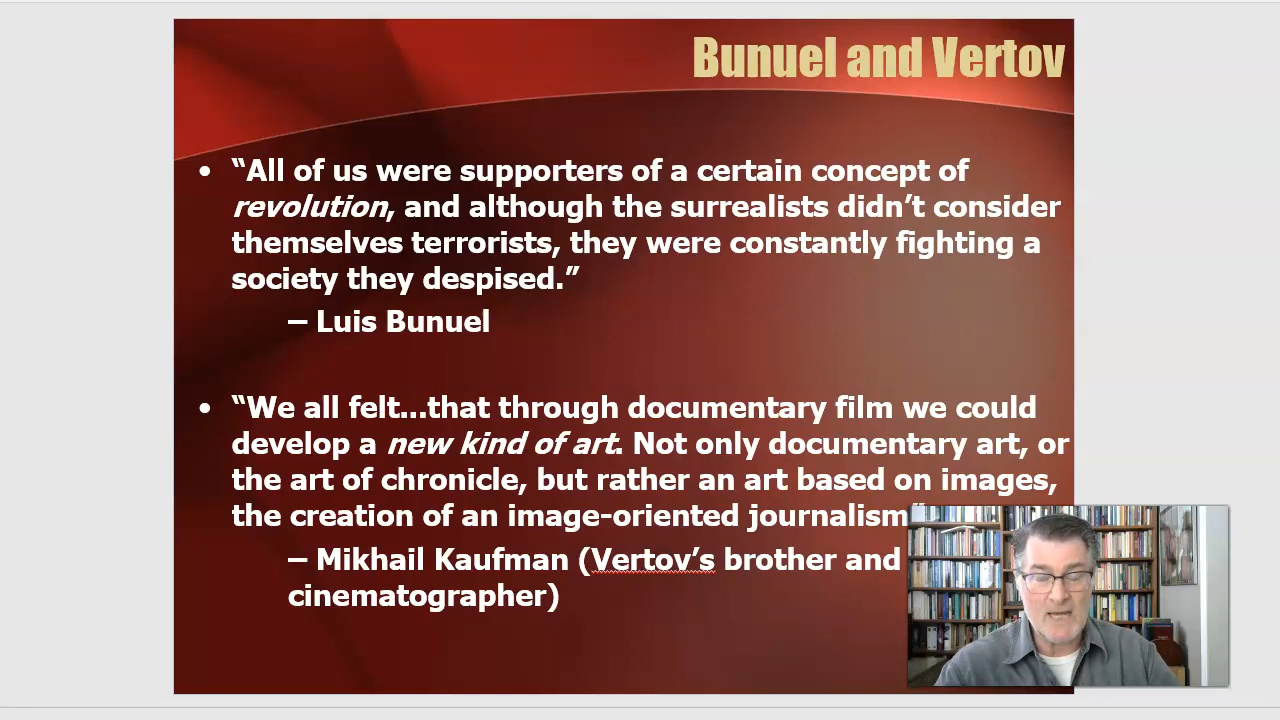 Bunuel and Vertov
• “All of us were supporters of a certain concept of
revolution, and although the surrealists didn’t consider
themselves terrorists, they were constantly fighting a
society they despised.”
– Luis Bunuel
• “We all felt...that through documentary film we could
develop a new kind of art. Not only documentary art, or
the art of chronicle, but rather an art based on images,
the creation of an image-oriented journalism”
– Mikhail Kaufman (Vertov’s brother and
cinematographer)